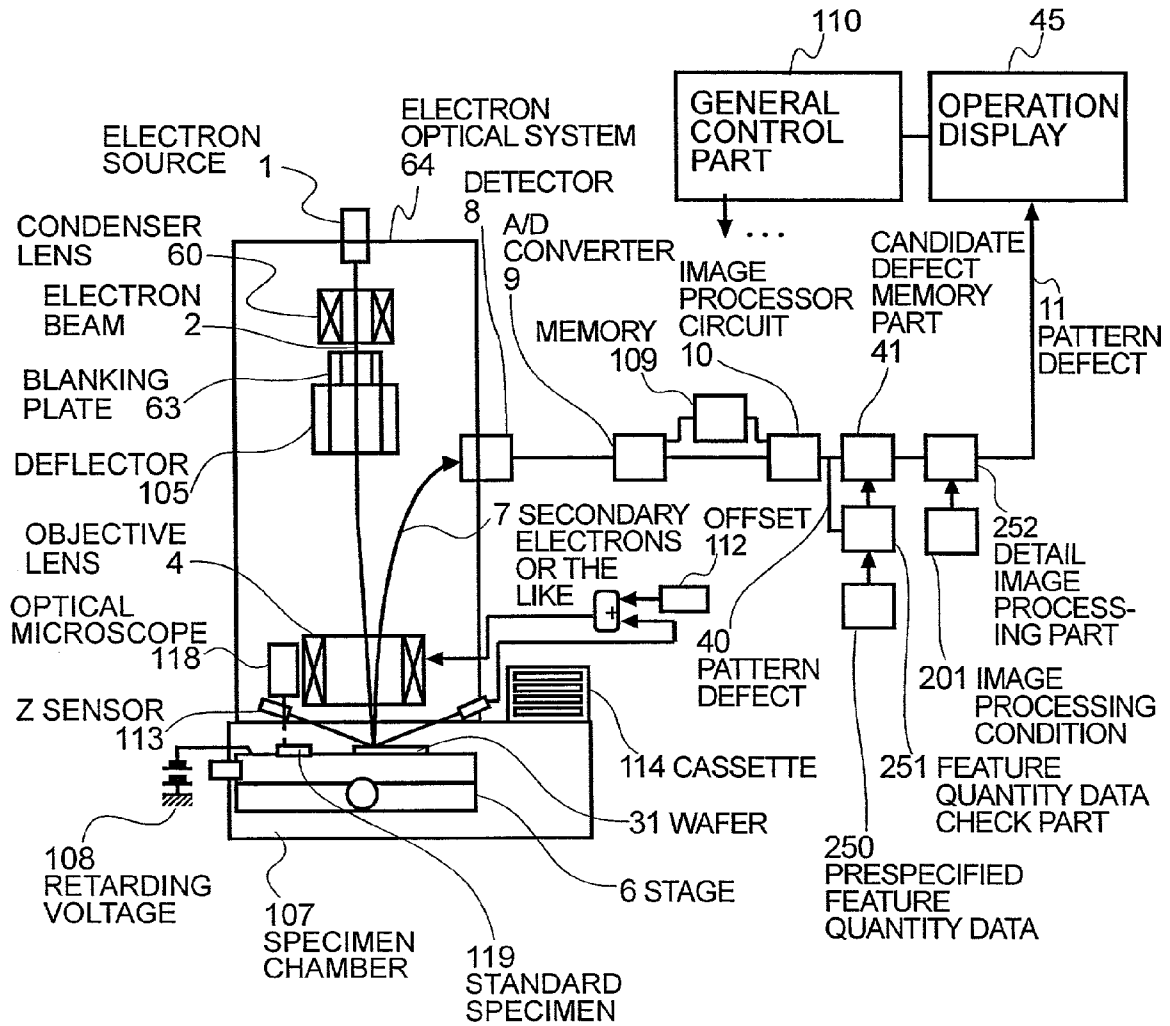 110
45
GENERAL
CONTROL
PART
OPERATION
DISPLAY
ELECTRON
SOURCE 1
ELECTRON
OPTICAL SYSTEM
64
DETECTOR
8
A/D
CONVERTER
9
CONDENSER
LENS 60
ELECTRON
BEAM 2
BLANKING
PLATE 63
DEFLECTOR
105
OBJECTIVE
LENS 4
OPTICAL
MICROSCOPE
118
Z SENSOR
113
...
IMAGE
PROCESSOR
CIRCUIT
10
MEMORY
109
CANDIDATE
DEFECT
MEMORY
PART
41
11
PATTERN
DEFECT
7 SECONDARY
ELECTRONS
OR THE
LIKE
OFFSET
112
+
40
PATTERN
DEFECT
252
DETAIL
IMAGE
PROCESS-
ING PART
201 IMAGE
PROCESSING
CONDITION
251 FEATURE
QUANTITY DATA
CHECK PART
250
PRESPECIFIED
FEATURE
QUANTITY DATA
114 CASSETTE
31 WAFER
6 STAGE
108
RETARDING
VOLTAGE
107
SPECIMEN
CHAMBER
119
STANDARD
SPECIMEN